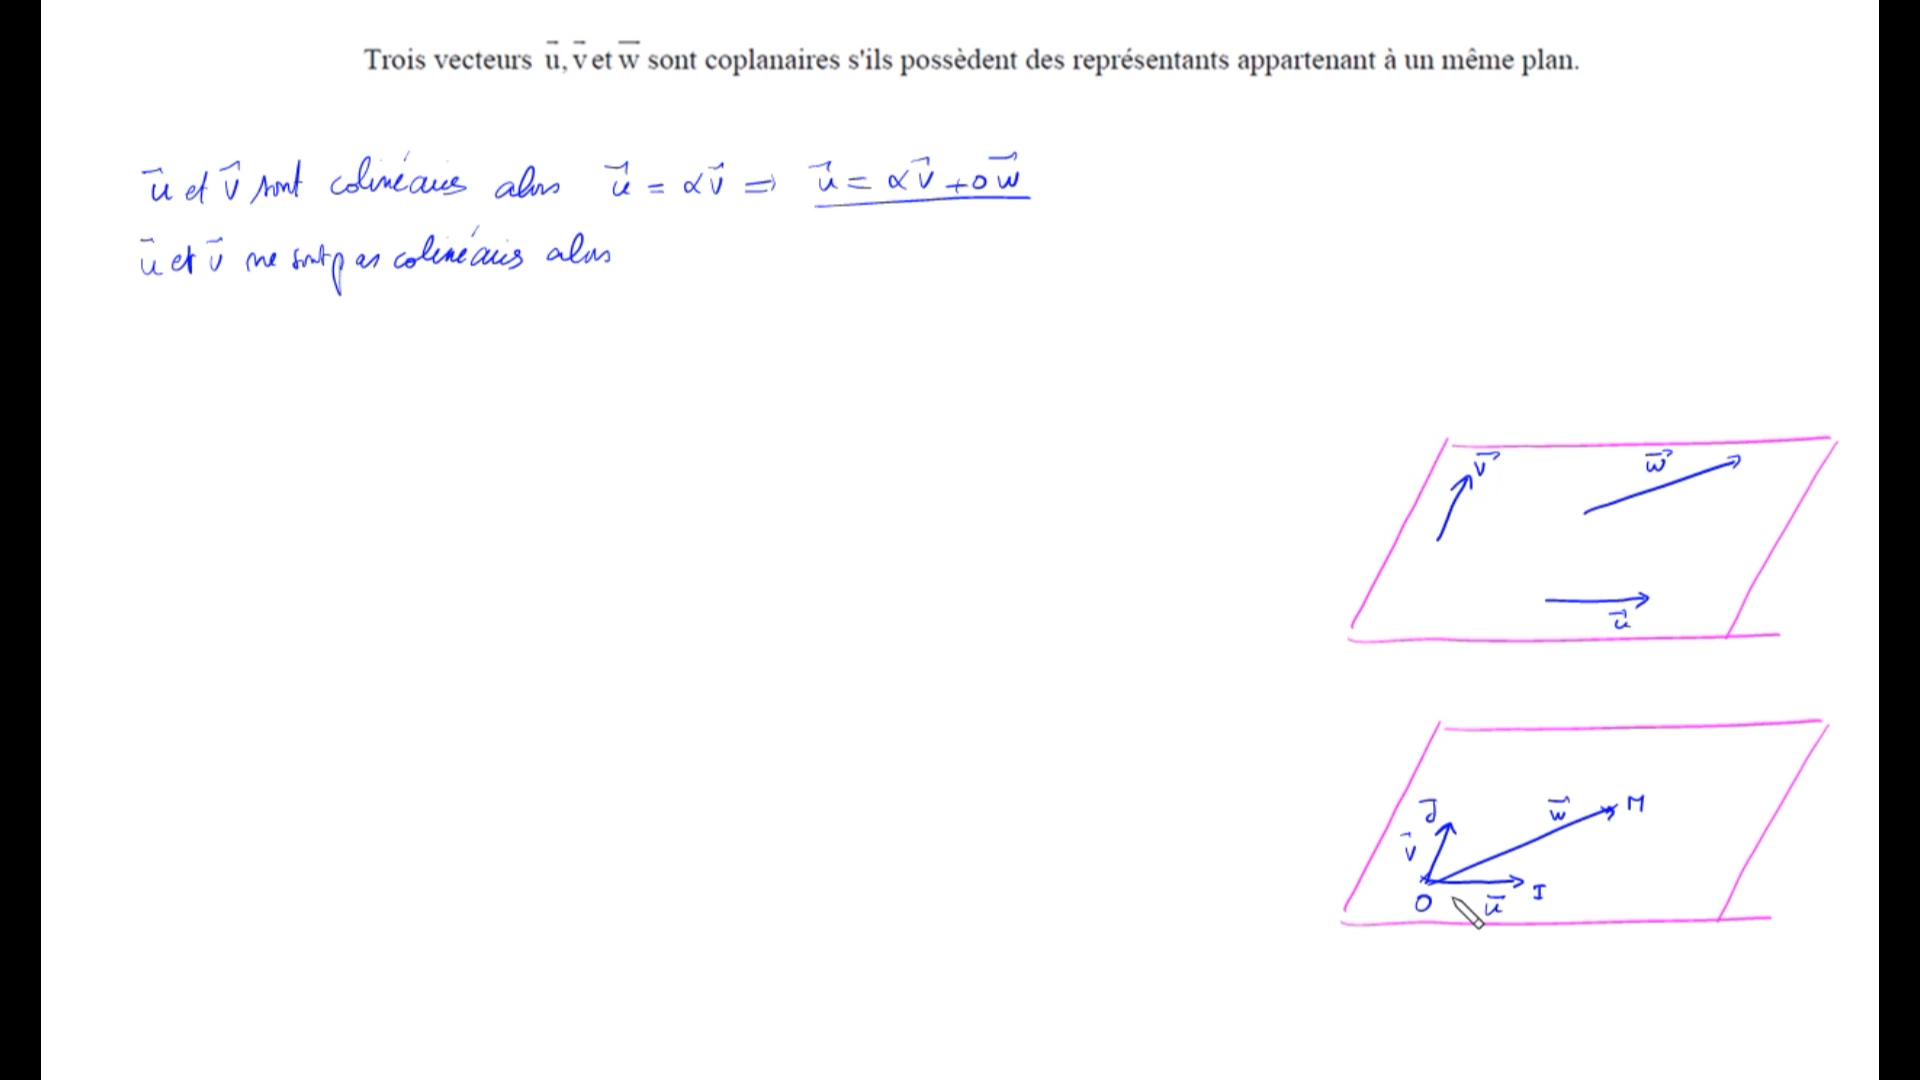 Trois vecteurs u⃗, v⃗ et w⃗ sont coplanaires s'ils possèdent des représentants appartenant à un même plan.
u⃗ et v⃗ sont colinéaires alors u⃗ = αv⃗ ⇒ u⃗ = αv⃗ + 0w⃗
u⃗ et v⃗ ne sont pas colinéaires alors
v⃗
w⃗
u⃗
J
w⃗
M
v⃗
I
O
u⃗